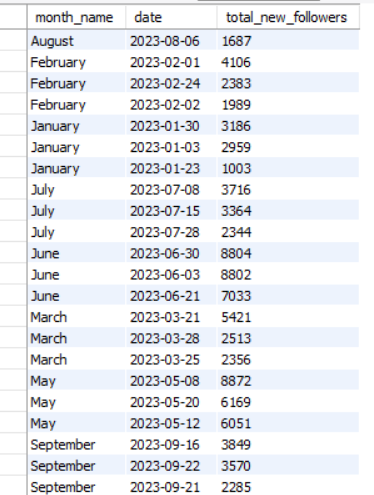 month_name date total_new_followers
August 2023-08-06 1687
February 2023-02-01 4106
February 2023-02-24 2383
February 2023-02-02 1989
January 2023-01-30 3186
January 2023-01-03 2959
January 2023-01-23 1003
July 2023-07-08 3716
July 2023-07-15 3364
July 2023-07-28 2344
June 2023-06-30 8804
June 2023-06-03 8802
June 2023-06-21 7033
March 2023-03-21 5421
March 2023-03-28 2513
March 2023-03-25 2356
May 2023-05-08 8872
May 2023-05-20 6169
May 2023-05-12 6051
September 2023-09-16 3849
September 2023-09-22 3570
September 2023-09-21 2285